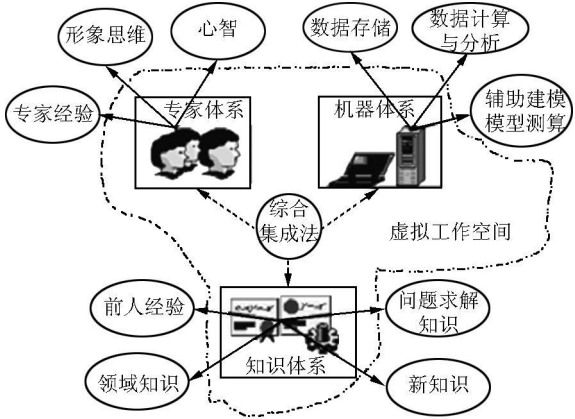 形象思维
心智
数据存储
数据计算
与分析
专家经验
专家体系
机器体系
辅助建模
模型测算
综合
集成法
虚拟工作空间
前人经验
问题求解
知识
知识体系
领域知识
新知识